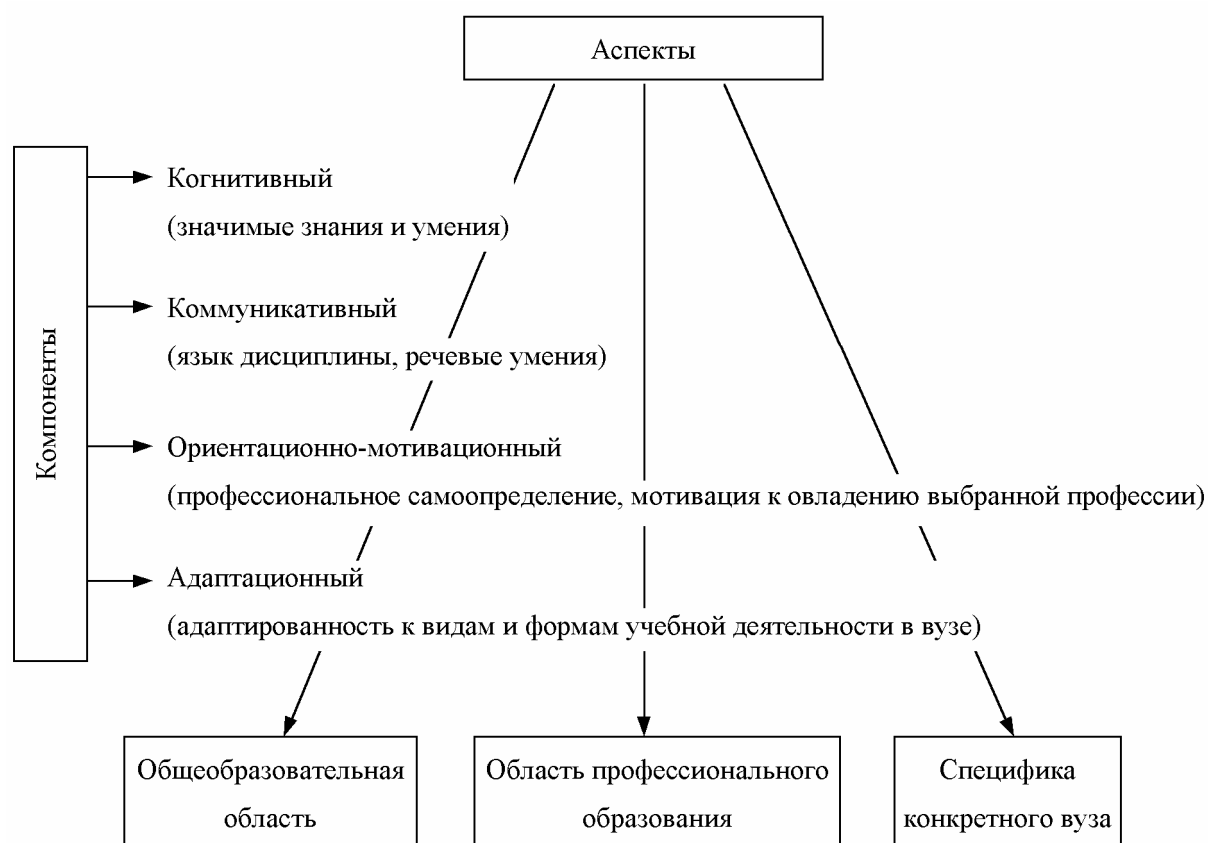 Аспекты
Компоненты
Когнитивный
(значимые знания и умения)
Коммуникативный
(язык дисциплины, речевые умения)
Ориентационно-мотивационный
(профессиональное самоопределение, мотивация к овладению выбранной профессии)
Адаптационный
(адаптированность к видам и формам учебной деятельности в вузе)
Общеобразовательная
область
Область профессионального
образования
Специфика
конкретного вуза